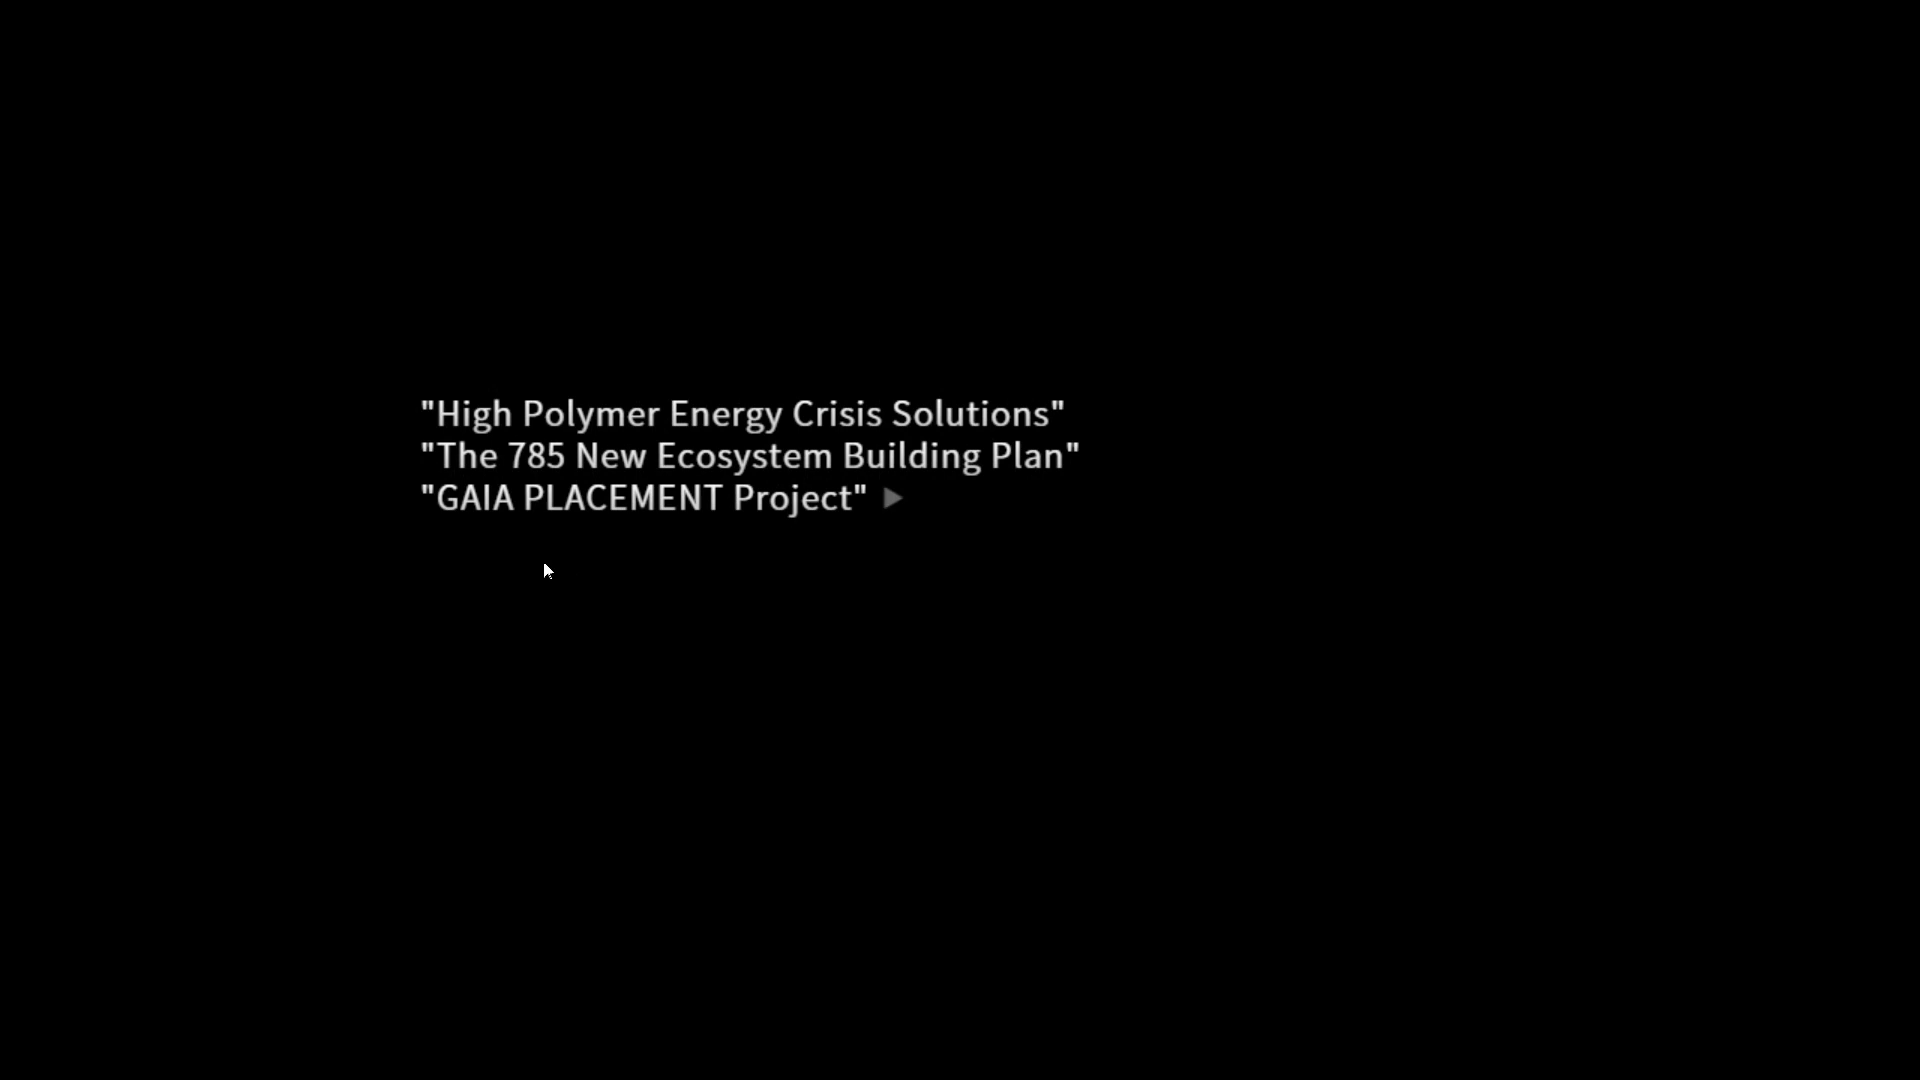 "High Polymer Energy Crisis Solutions"
"The 785 New Ecosystem Building Plan"
"GAIA PLACEMENT Project"